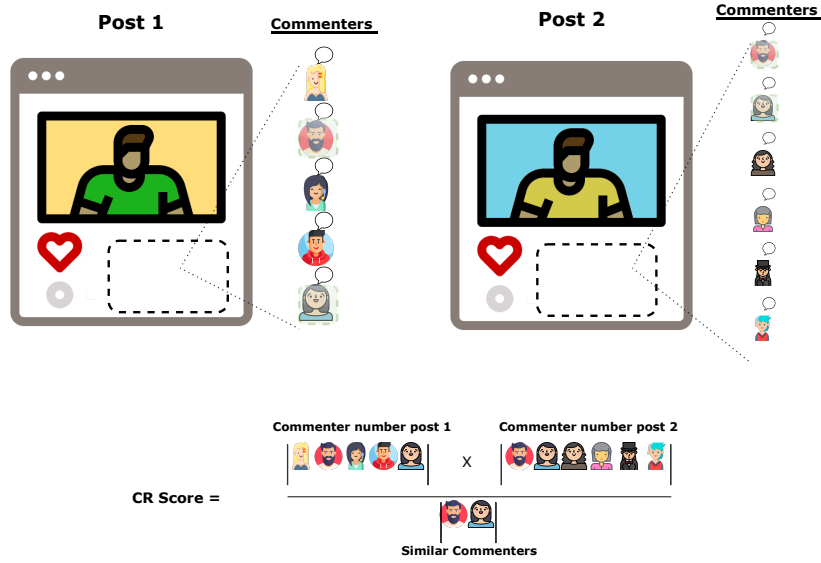 Post 1
Commenters
Post 2
Commenters
Commenter number post 1
Commenter number post 2
X
CR Score =
Similar Commenters